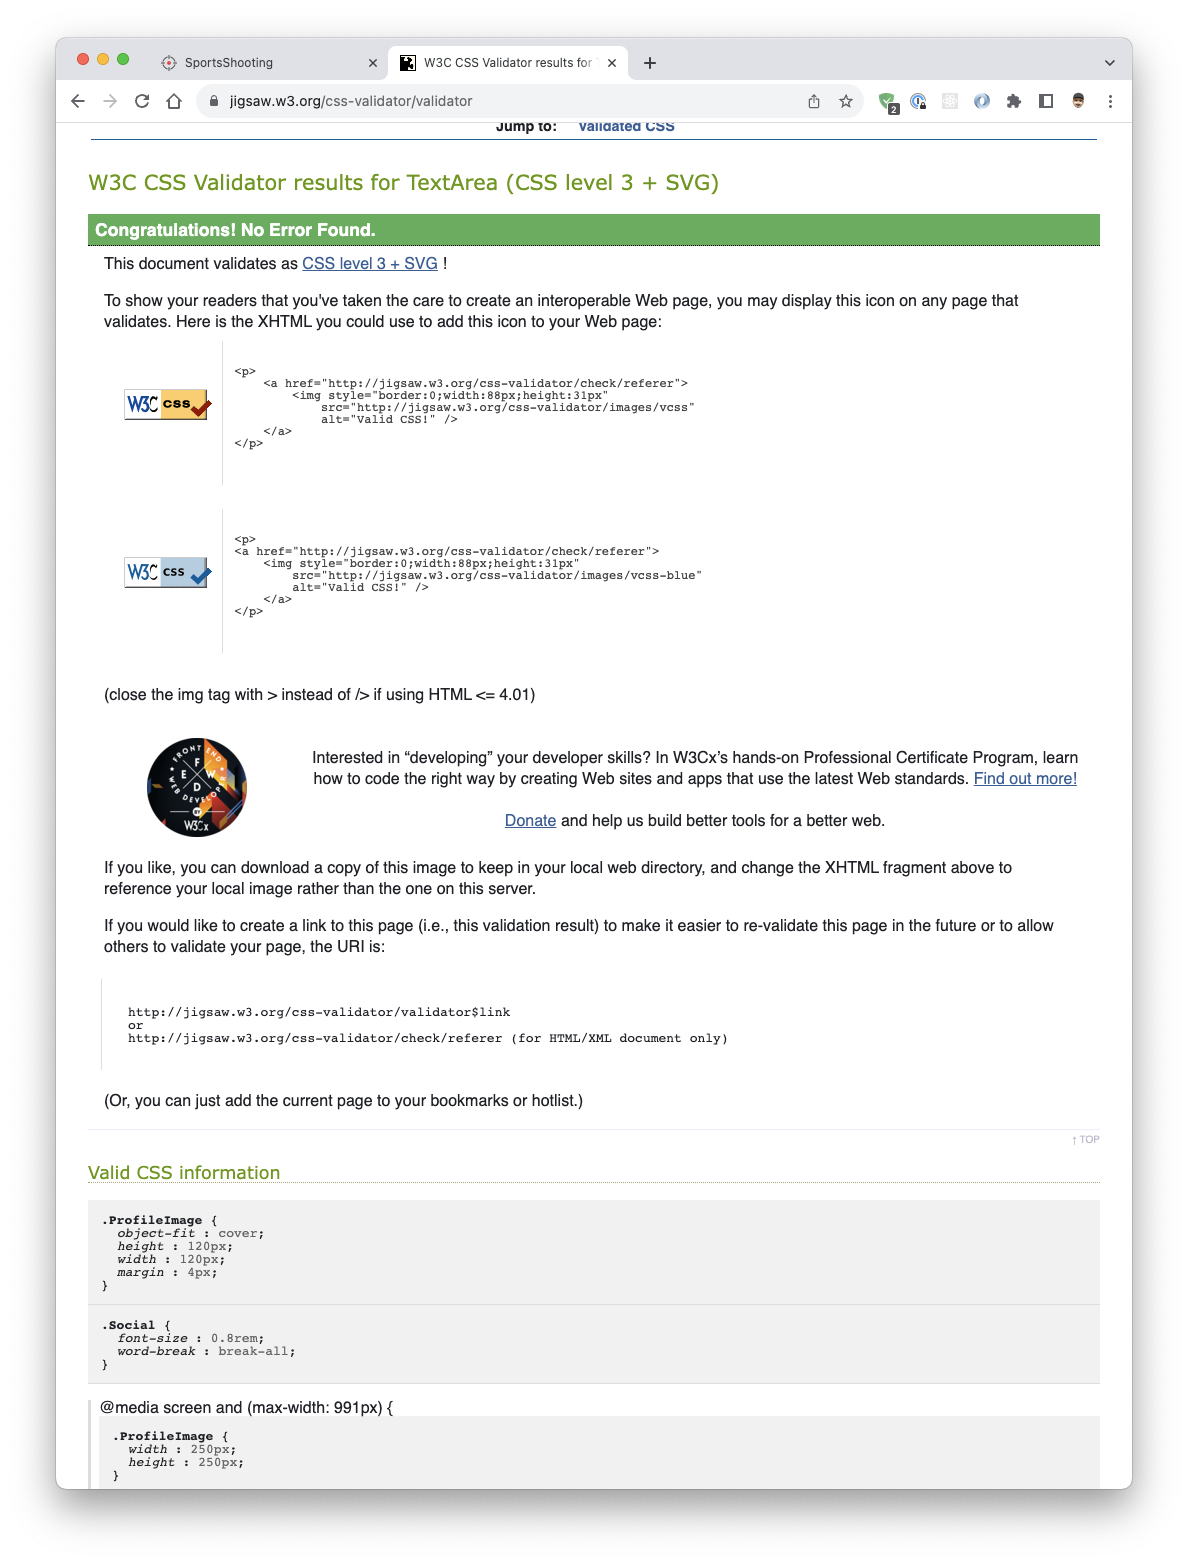 SportsShooting
W3C CSS Validator results for
jigsaw.w3.org/css-validator/validator
2
Jump to: Validated CSS
W3C CSS Validator results for TextArea (CSS level 3 + SVG)
Congratulations! No Error Found.
This document validates as CSS level 3 + SVG !
To show your readers that you've taken the care to create an interoperable Web page, you may display this icon on any page that
validates. Here is the XHTML you could use to add this icon to your Web page:
W3C css
<p>
<a href="http://jigsaw.w3.org/css-validator/check/referer">
<img style="border:0;width:88px;height:31px"
src="http://jigsaw.w3.org/css-validator/images/vcss"
alt="Valid CSS!" />
</a>
</p>
W3C css
<p>
<a href="http://jigsaw.w3.org/css-validator/check/referer">
<img style="border:0;width:88px;height:31px"
src="http://jigsaw.w3.org/css-validator/images/vcss-blue"
alt="Valid CSS!" />
</a>
</p>
(close the img tag with > instead of /> if using HTML <= 4.01)
FRONT END
F
E W
D
WEB DEVELOPER
BY
W3Cx
Interested in “developing” your developer skills? In W3Cx’s hands-on Professional Certificate Program, learn
how to code the right way by creating Web sites and apps that use the latest Web standards. Find out more!
Donate and help us build better tools for a better web.
If you like, you can download a copy of this image to keep in your local web directory, and change the XHTML fragment above to
reference your local image rather than the one on this server.
If you would like to create a link to this page (i.e., this validation result) to make it easier to re-validate this page in the future or to allow
others to validate your page, the URI is:
http://jigsaw.w3.org/css-validator/validator$link
or
http://jigsaw.w3.org/css-validator/check/referer (for HTML/XML document only)
(Or, you can just add the current page to your bookmarks or hotlist.)
↑ TOP
Valid CSS information
.ProfileImage {
object-fit : cover;
height : 120px;
width : 120px;
margin : 4px;
}
.Social {
font-size : 0.8rem;
word-break : break-all;
}
@media screen and (max-width: 991px) {
.ProfileImage {
width : 250px;
height : 250px;
}